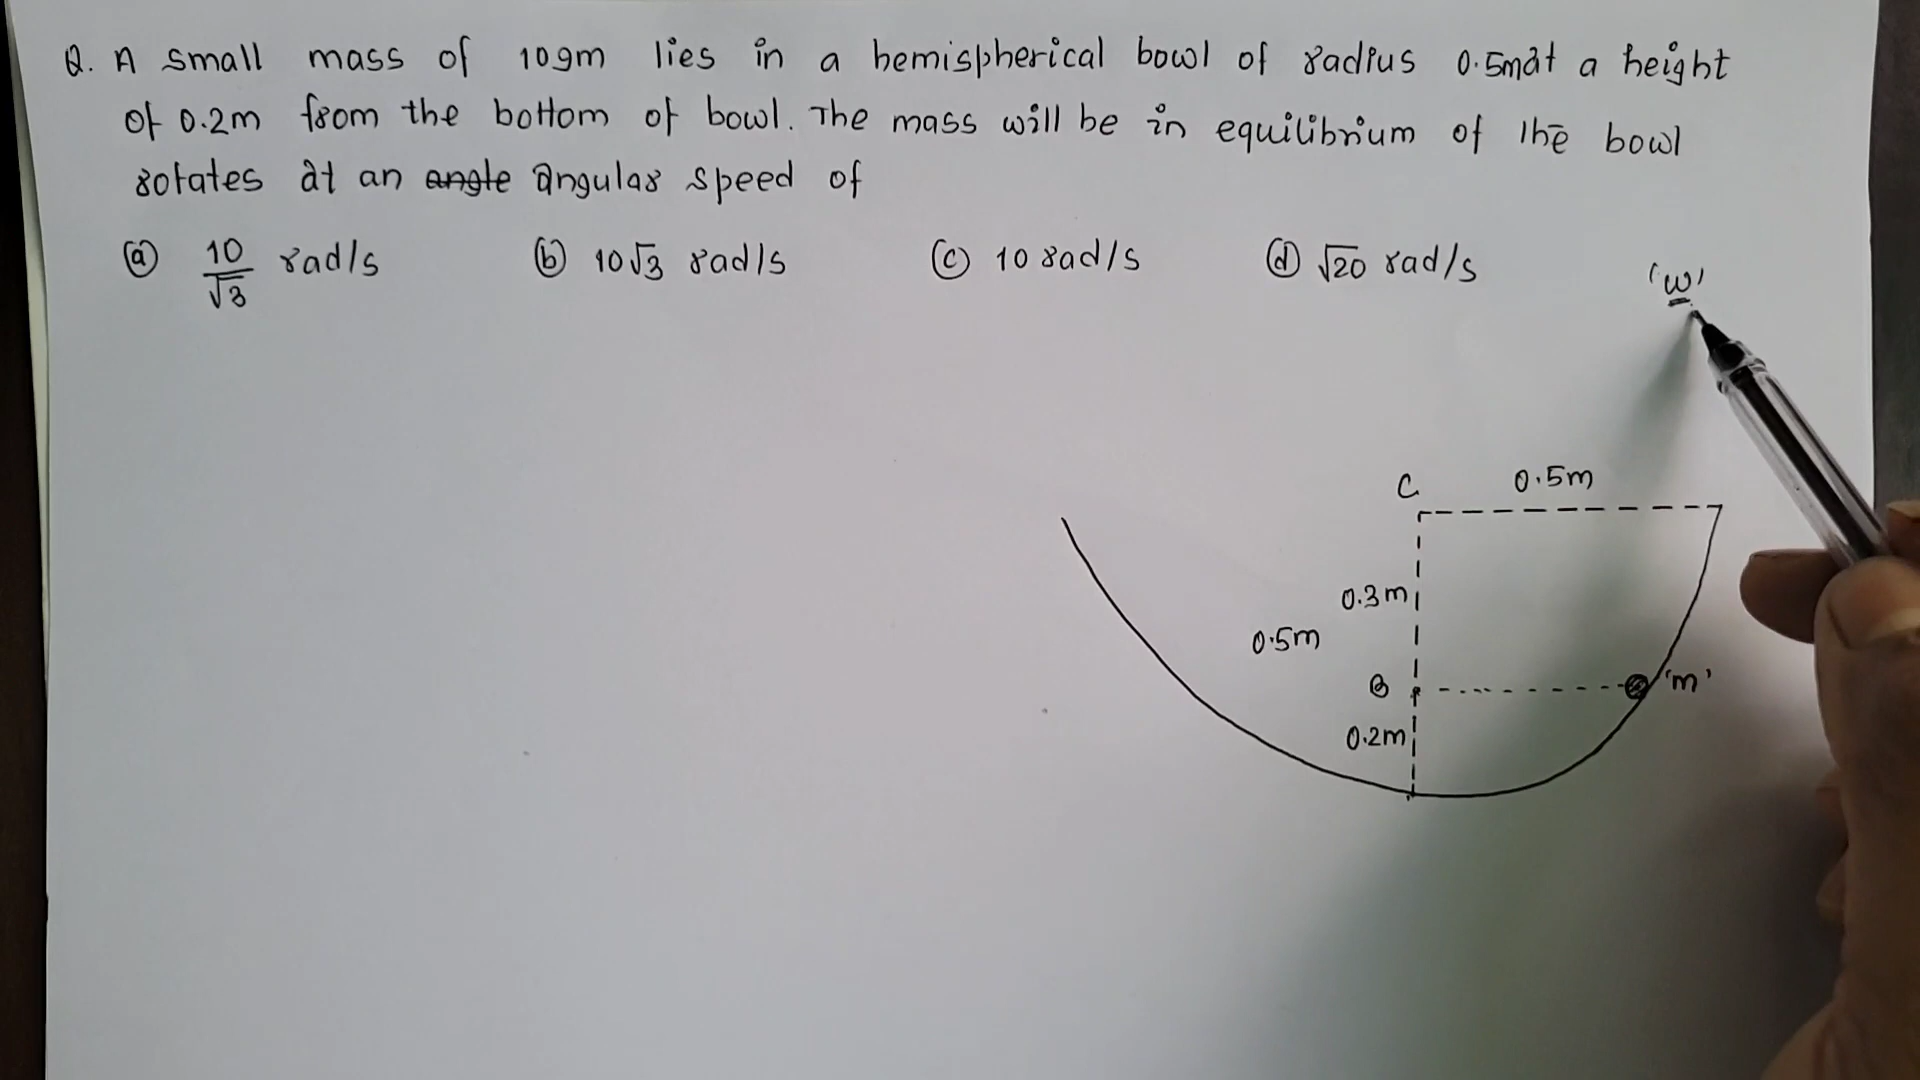 Q. A small mass of 10gm lies in a hemispherical bowl of radius 0.5m at a height
of 0.2m from the bottom of bowl. The mass will be in equilibrium of the bowl
rotates at an angle angular speed of
(a) 10/√3 rad/s (b) 10√3 rad/s (c) 10 rad/s (d) √20 rad/s
'ω'
C 0.5m
0.3m
0.5m
B 'm'
0.2m